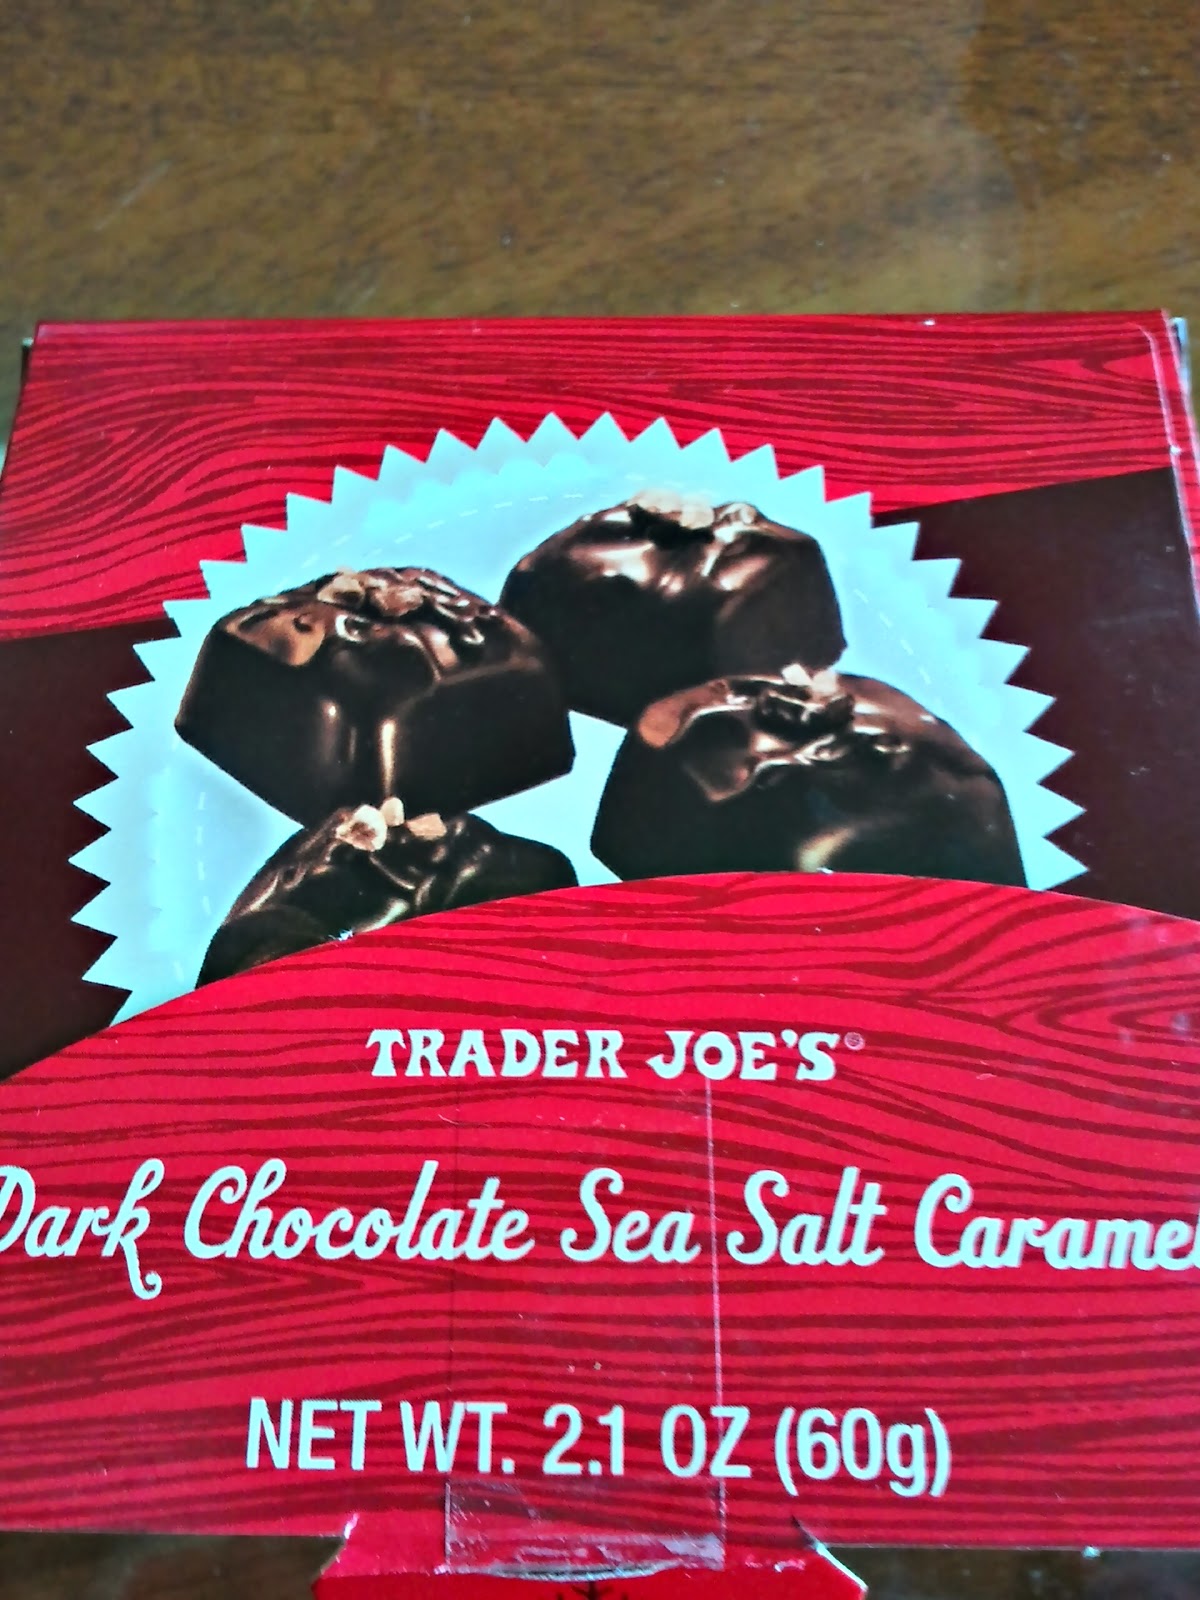 TRADER JOE'S®
Dark Chocolate Sea Salt Caramel
NET WT. 2.1 OZ (60g)